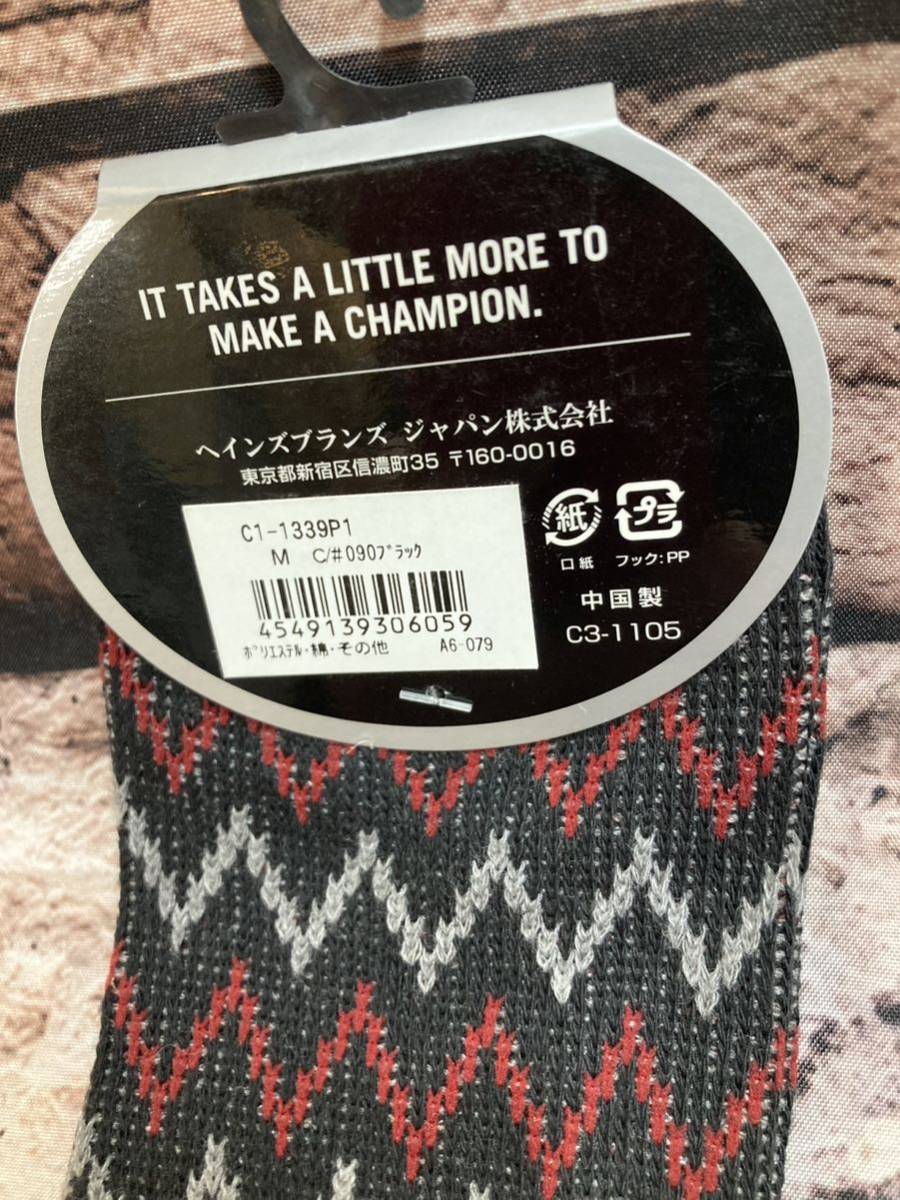 IT TAKES A LITTLE MORE TO
MAKE A CHAMPION.
ヘインズブランズ ジャパン株式会社
東京都新宿区信濃町35 〒160-0016
C1-1339P1
M C/#090ブラック
4549139306059
ポリエステル・綿・その他 A6-079
紙 プラ
口紙 フック:PP
中国製
C3-1105